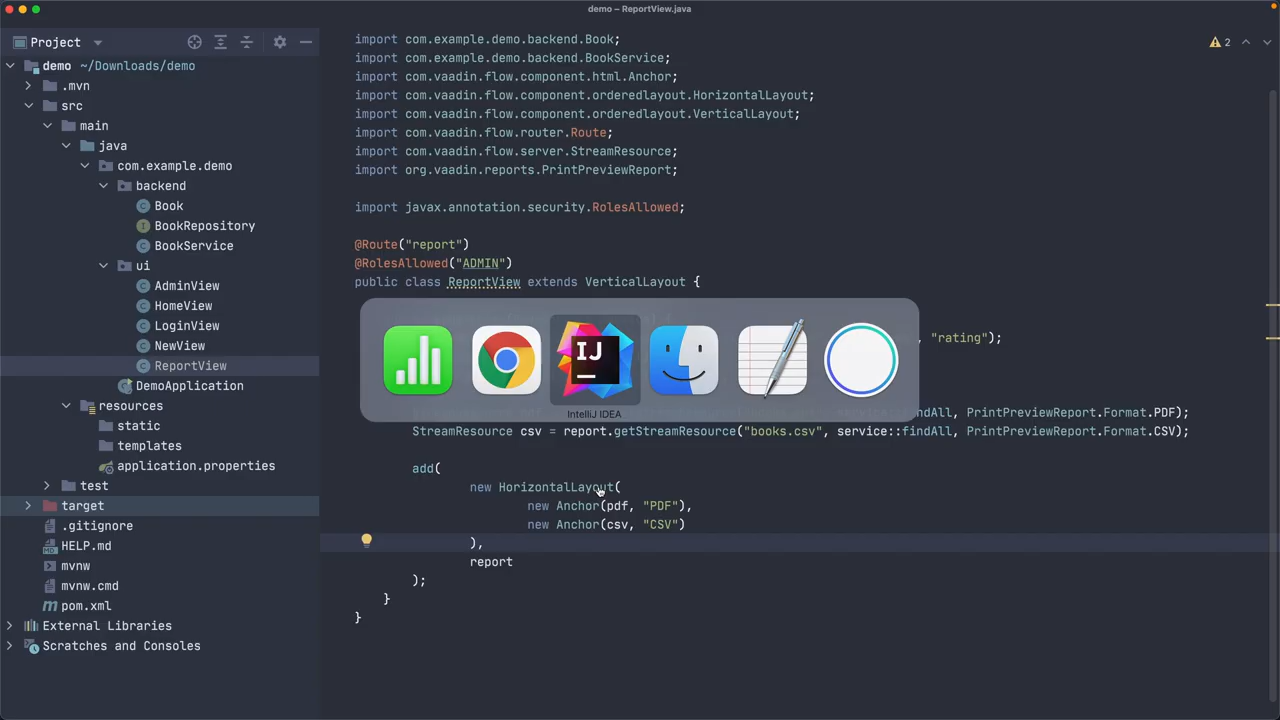 demo – ReportView.java
Project
demo ~/Downloads/demo
.mvn
src
main
java
com.example.demo
backend
Book
BookRepository
BookService
ui
AdminView
HomeView
LoginView
NewView
ReportView
DemoApplication
resources
static
templates
application.properties
test
target
.gitignore
HELP.md
mvnw
mvnw.cmd
pom.xml
External Libraries
Scratches and Consoles
2
import com.example.demo.backend.Book;
import com.example.demo.backend.BookService;
import com.vaadin.flow.component.html.Anchor;
import com.vaadin.flow.component.orderedlayout.HorizontalLayout;
import com.vaadin.flow.component.orderedlayout.VerticalLayout;
import com.vaadin.flow.router.Route;
import com.vaadin.flow.server.StreamResource;
import org.vaadin.reports.PrintPreviewReport;
import javax.annotation.security.RolesAllowed;
@Route("report")
@RolesAllowed("ADMIN")
public class ReportView extends VerticalLayout {
, "rating");
IJ
IntelliJ IDEA
findAll, PrintPreviewReport.Format.PDF);
StreamResource csv = report.getStreamResource("books.csv", service::findAll, PrintPreviewReport.Format.CSV);
add(
new HorizontalLayout(
new Anchor(pdf, "PDF"),
new Anchor(csv, "CSV")
),
report
);
}
}